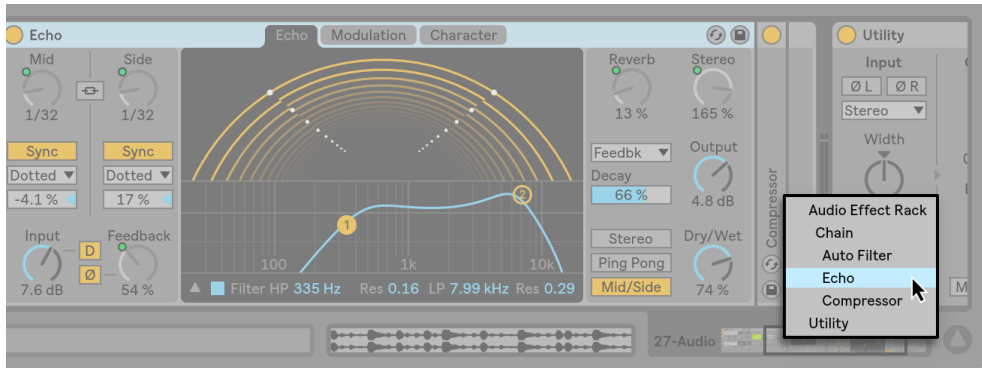 Echo
Echo Modulation Character
Utility
Mid Side
1/32 1/32
Sync Sync
Dotted Dotted
-4.1 % 17 %
Input Feedback
D
Ø
7.6 dB 54 %
100 1k 10k
1 2
Filter HP 335 Hz Res 0.16 LP 7.99 kHz Res 0.29
Reverb Stereo
13 % 165 %
Feedbk Output
Decay
66 % 4.8 dB
Stereo Dry/Wet
Ping Pong
Mid/Side 74 %
Compressor
Input
Ø L Ø R
Stereo
Width
Audio Effect Rack
Chain
Auto Filter
Echo
Compressor
Utility
M
27-Audio